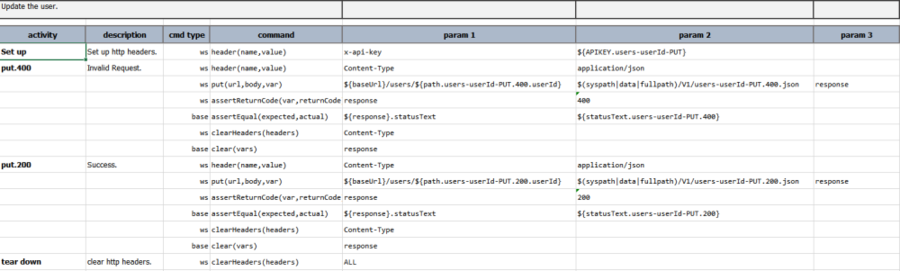 Update the user.
activity description cmd type command param 1 param 2 param 3
Set up Set up http headers. ws header(name,value) x-api-key ${APIKEY.users-userId-PUT}
put.400 Invalid Request. ws header(name,value) Content-Type application/json
ws put(url,body,var) ${baseUrl}/users/${path.users-userId-PUT.400.userId} $(syspath|data|fullpath)/V1/users-userId-PUT.400.json response
ws assertReturnCode(var,returnCode response 400
base assertEqual(expected,actual) ${response}.statusText ${statusText.users-userId-PUT.400}
ws clearHeaders(headers) Content-Type
base clear(vars) response
put.200 Success. ws header(name,value) Content-Type application/json
ws put(url,body,var) ${baseUrl}/users/${path.users-userId-PUT.200.userId} $(syspath|data|fullpath)/V1/users-userId-PUT.200.json response
ws assertReturnCode(var,returnCode response 200
base assertEqual(expected,actual) ${response}.statusText ${statusText.users-userId-PUT.200}
ws clearHeaders(headers) Content-Type
base clear(vars) response
tear down clear http headers. ws clearHeaders(headers) ALL